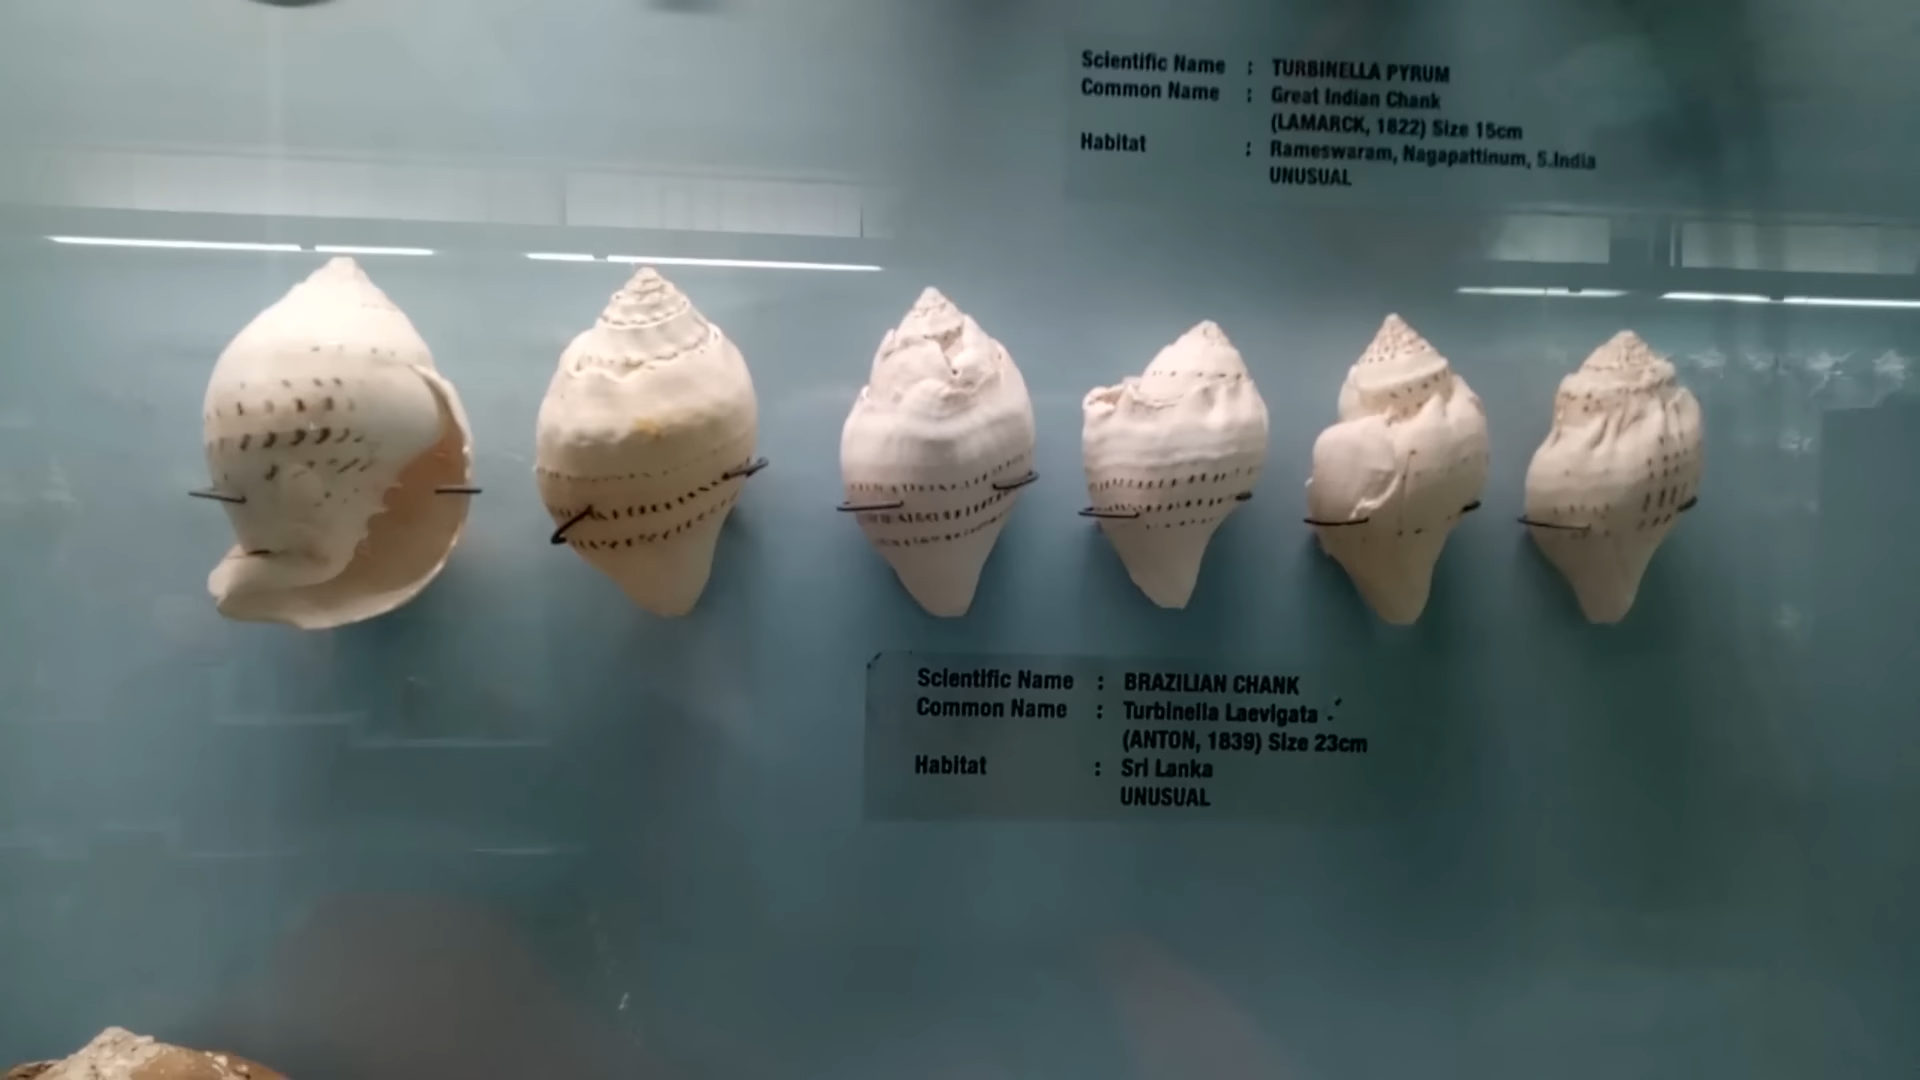 Scientific Name : TURBINELLA PYRUM
Common Name : Great Indian Chank
(LAMARCK, 1822) Size 15cm
Habitat : Rameswaram, Nagapattinum, S.India
UNUSUAL
Scientific Name : BRAZILIAN CHANK
Common Name : Turbinella Laevigata
(ANTON, 1839) Size 23cm
Habitat : Sri Lanka
UNUSUAL